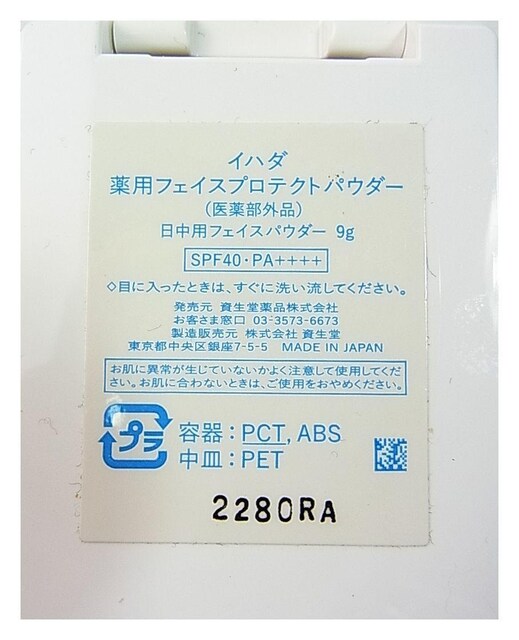 イハダ
薬用フェイスプロテクトパウダー
(医薬部外品)
日中用フェイスパウダー 9g
SPF40・PA++++
◇目に入ったときは、すぐに洗い流してください。
発売元 資生堂薬品株式会社
お客さま窓口 03-3573-6673
製造販売元 株式会社 資生堂
東京都中央区銀座7-5-5 MADE IN JAPAN
お肌に異常が生じていないかよく注意して使用してくだ
さい。お肌に合わないときは、ご使用をおやめください。
プラ
容器:PCT, ABS
中皿:PET
2280RA